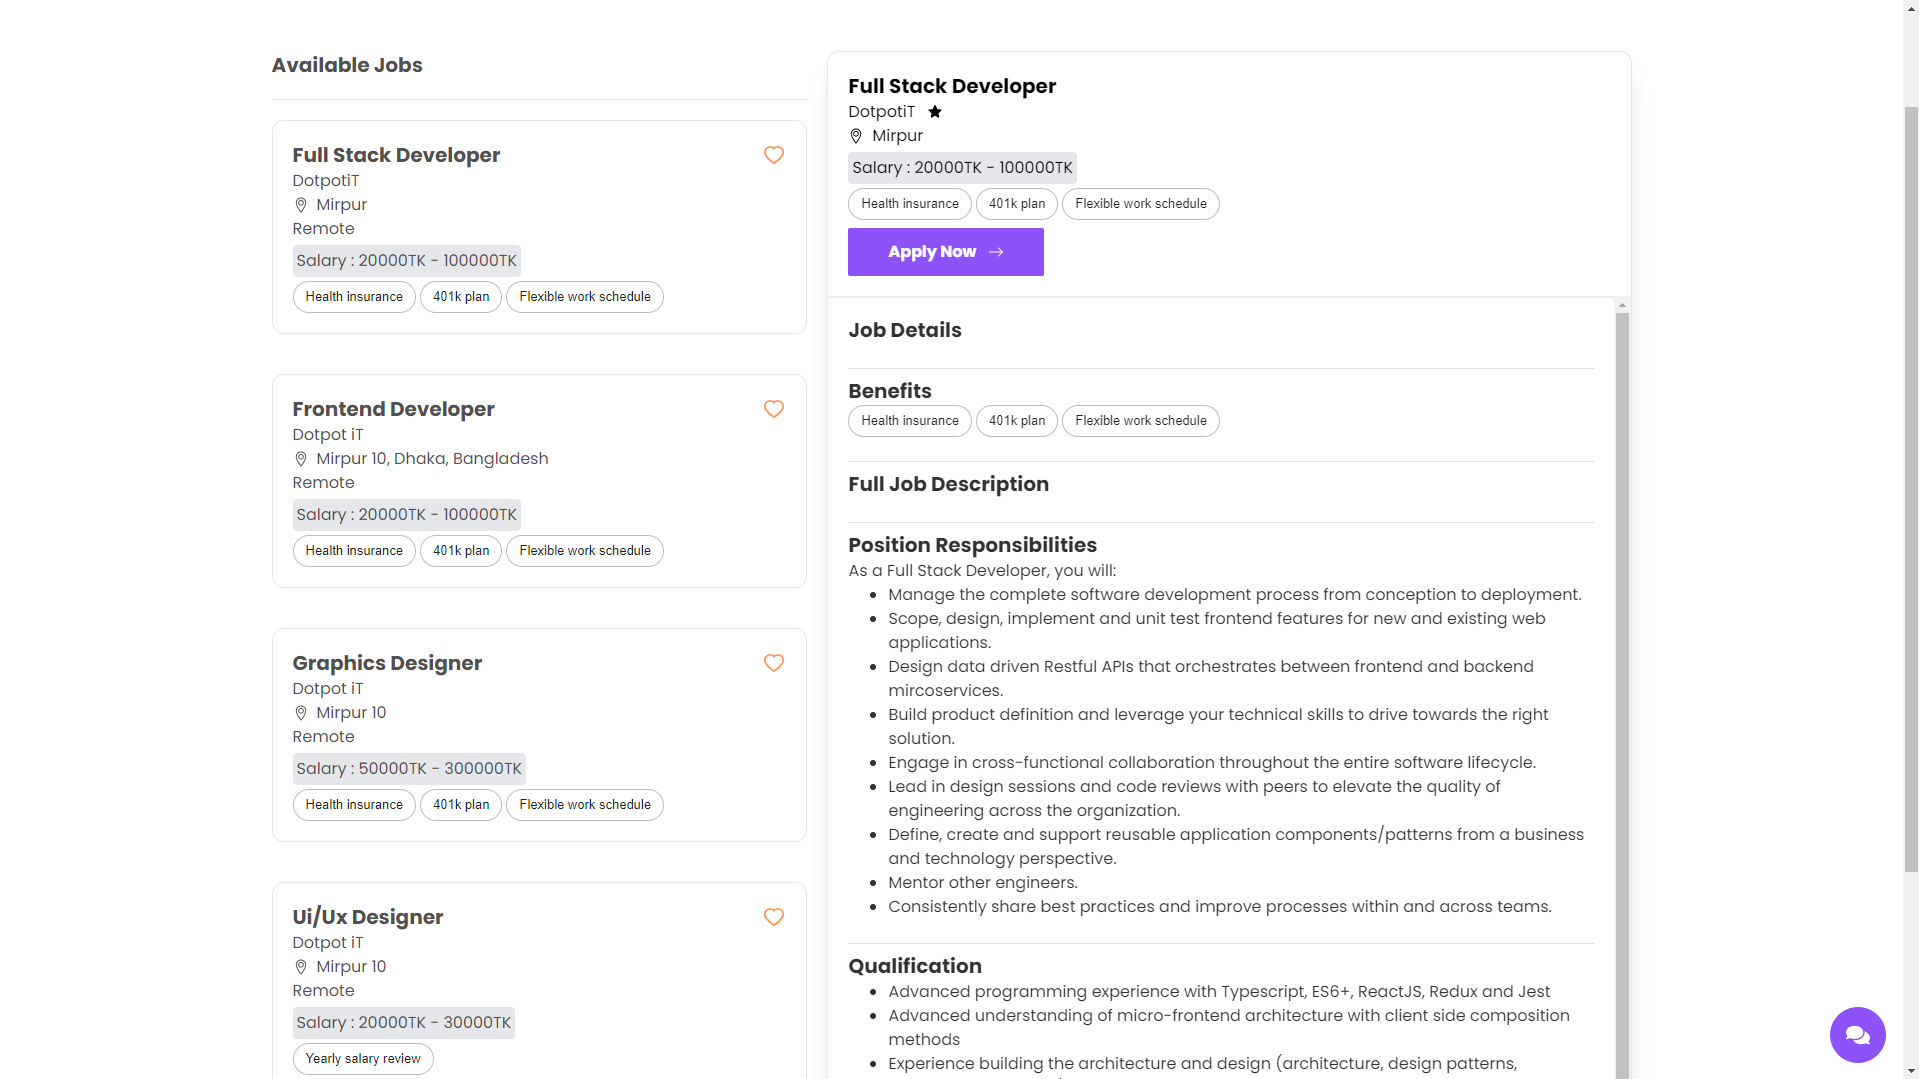 Available Jobs
Full Stack Developer
DotpotiT
Mirpur
Remote
Salary : 20000TK - 100000TK
Health insurance
401k plan
Flexible work schedule
Frontend Developer
Dotpot iT
Mirpur 10, Dhaka, Bangladesh
Remote
Salary : 20000TK - 100000TK
Health insurance
401k plan
Flexible work schedule
Graphics Designer
Dotpot iT
Mirpur 10
Remote
Salary : 50000TK - 300000TK
Health insurance
401k plan
Flexible work schedule
Ui/Ux Designer
Dotpot iT
Mirpur 10
Remote
Salary : 20000TK - 30000TK
Yearly salary review
Full Stack Developer
DotpotiT
Mirpur
Salary : 20000TK - 100000TK
Health insurance
401k plan
Flexible work schedule
Apply Now
Job Details
Benefits
Health insurance
401k plan
Flexible work schedule
Full Job Description
Position Responsibilities
As a Full Stack Developer, you will:
Manage the complete software development process from conception to deployment.
Scope, design, implement and unit test frontend features for new and existing web
applications.
Design data driven Restful APIs that orchestrates between frontend and backend
mircoservices.
Build product definition and leverage your technical skills to drive towards the right
solution.
Engage in cross-functional collaboration throughout the entire software lifecycle.
Lead in design sessions and code reviews with peers to elevate the quality of
engineering across the organization.
Define, create and support reusable application components/patterns from a business
and technology perspective.
Mentor other engineers.
Consistently share best practices and improve processes within and across teams.
Qualification
Advanced programming experience with Typescript, ES6+, ReactJS, Redux and Jest
Advanced understanding of micro-frontend architecture with client side composition
methods
Experience building the architecture and design (architecture, design patterns,